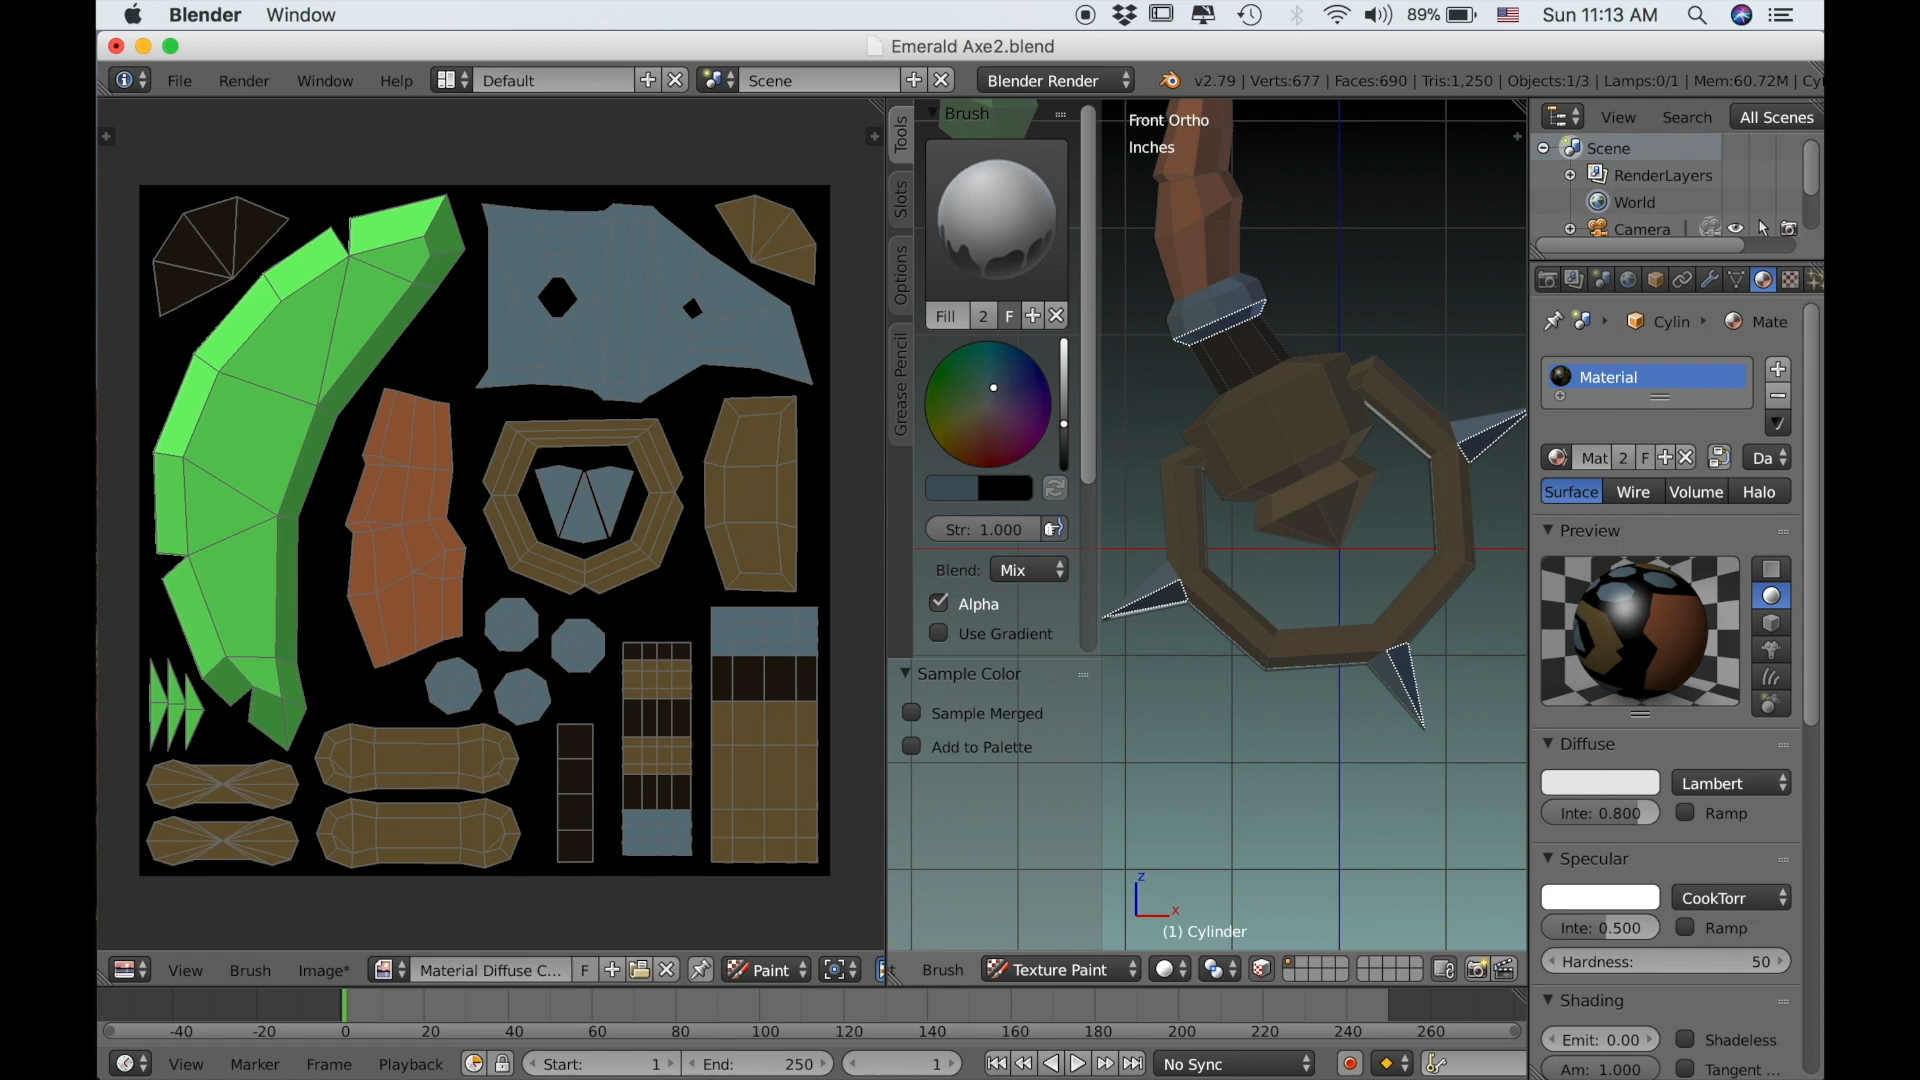 Blender Window 89% Sun 11:13 AM
Emerald Axe2.blend
File Render Window Help Default Scene Blender Render v2.79 | Verts:677 | Faces:690 | Tris:1,250 | Objects:1/3 | Lamps:0/1 | Mem:60.72M | Cy
Tools
Slots
Options
Grease Pencil
Brush
Fill 2 F
Str: 1.000
Blend: Mix
Alpha
Use Gradient
Sample Color
Sample Merged
Add to Palette
Front Ortho
Inches
z
x
(1) Cylinder
View Search All Scenes
Scene
RenderLayers
World
Camera
Cylin Mate
Material
Mat 2 F Da
Surface Wire Volume Halo
Preview
Diffuse
Lambert
Inte: 0.800 Ramp
Specular
CookTorr
Inte: 0.500 Ramp
Hardness: 50
Shading
Emit: 0.00 Shadeless
Am: 1.000 Tangent ...
View Brush Image* Material Diffuse C... F Paint
Brush Texture Paint
-40 -20 0 20 40 60 80 100 120 140 160 180 200 220 240 260
View Marker Frame Playback Start: 1 End: 250 1 No Sync